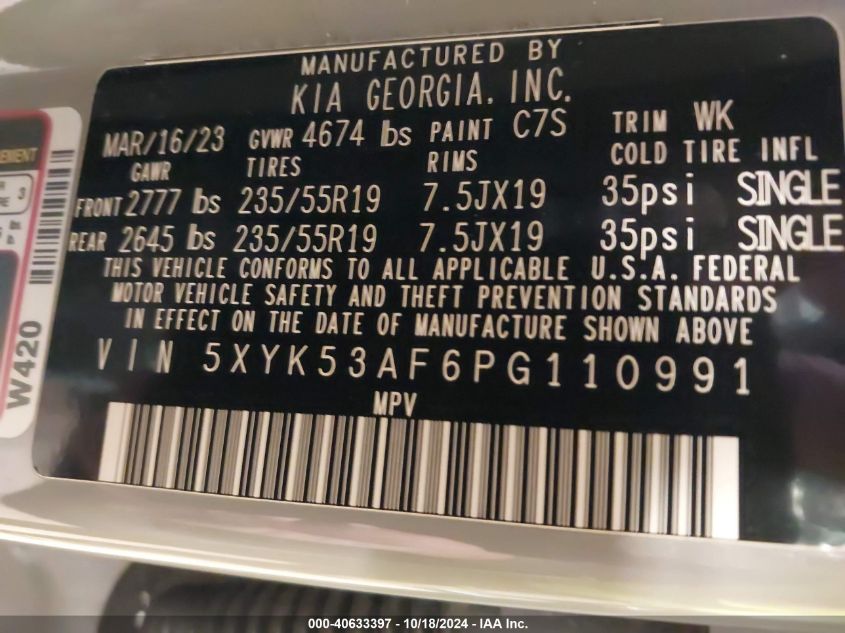 MANUFACTURED BY
KIA GEORGIA, INC.
MAR/16/23 GVWR 4674 lbs PAINT C7S TRIM WK
GAWR TIRES RIMS COLD TIRE INFL
FRONT 2777 lbs 235/55R19 7.5JX19 35psi SINGLE
REAR 2645 lbs 235/55R19 7.5JX19 35psi SINGLE
THIS VEHICLE CONFORMS TO ALL APPLICABLE U.S.A. FEDERAL
MOTOR VEHICLE SAFETY AND THEFT PREVENTION STANDARDS
IN EFFECT ON THE DATE OF MANUFACTURE SHOWN ABOVE
VIN 5XYK53AF6PG110991
MPV
W420
000-40633397 - 10/18/2024 - IAA Inc.